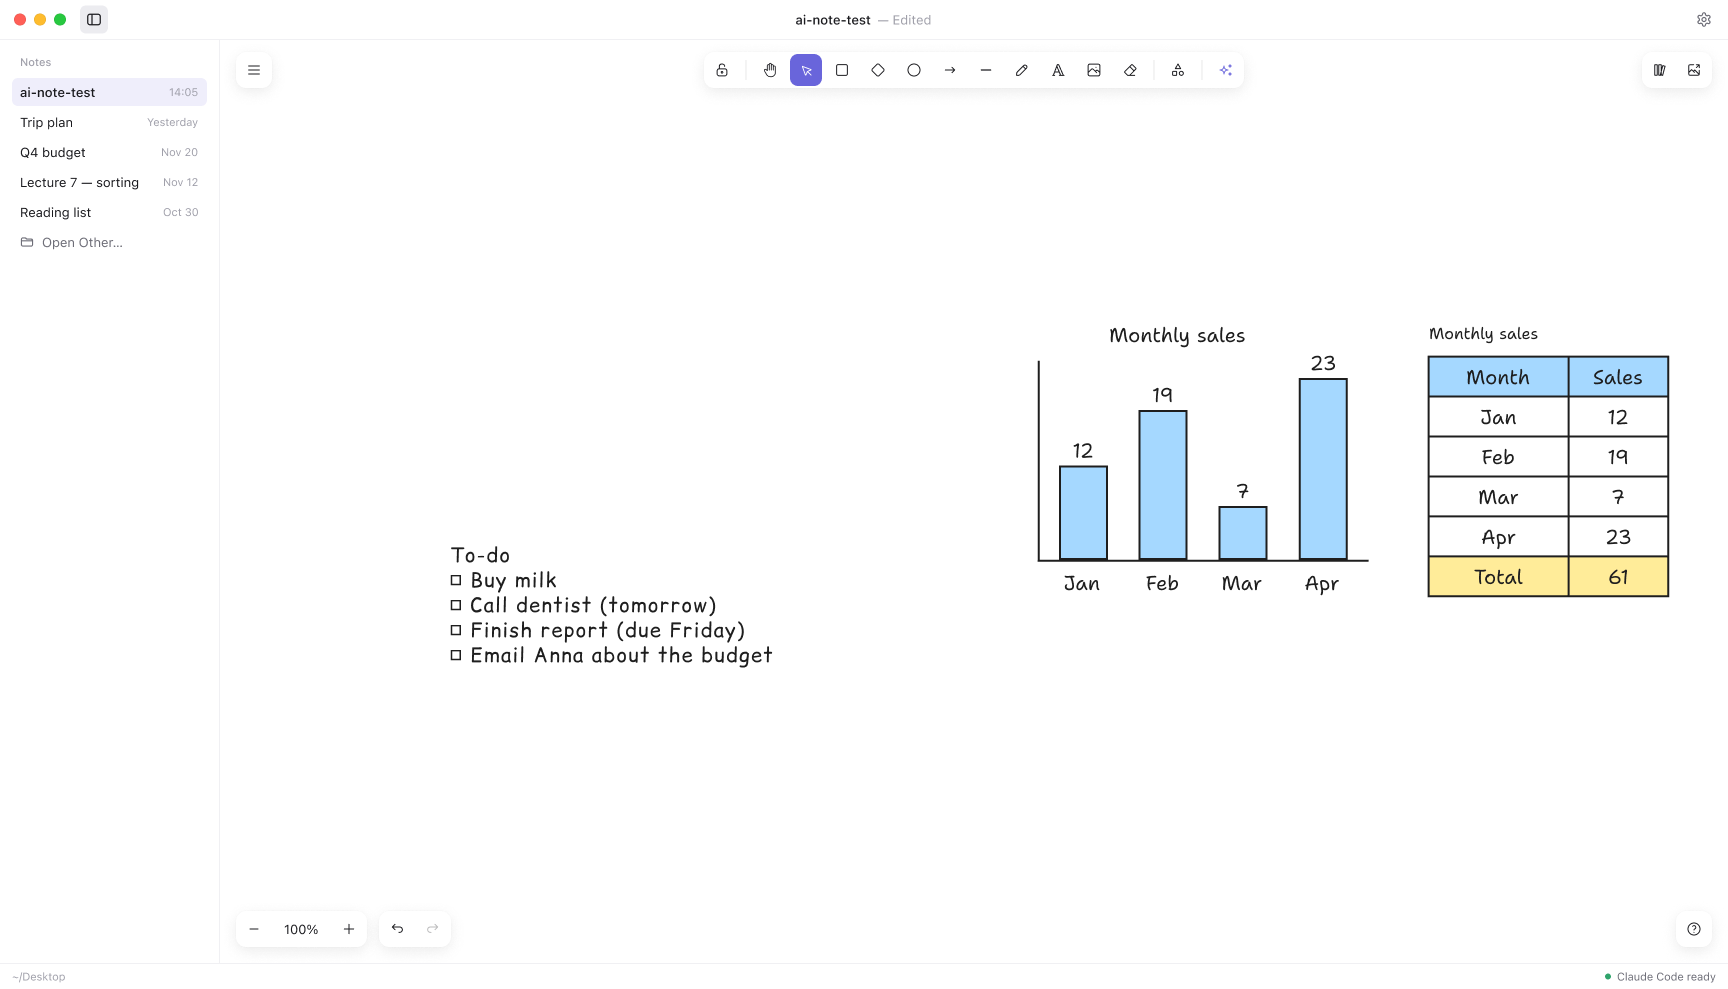 ai-note-test — Edited
Notes
ai-note-test 14:05
Trip plan Yesterday
Q4 budget Nov 20
Lecture 7 — sorting Nov 12
Reading list Oct 30
Open Other...
To-do
☐ Buy milk
☐ Call dentist (tomorrow)
☐ Finish report (due Friday)
☐ Email Anna about the budget
Monthly sales
12
19
7
23
Jan Feb Mar Apr
Monthly sales
Month Sales
Jan 12
Feb 19
Mar 7
Apr 23
Total 61
100%
~/Desktop
Claude Code ready